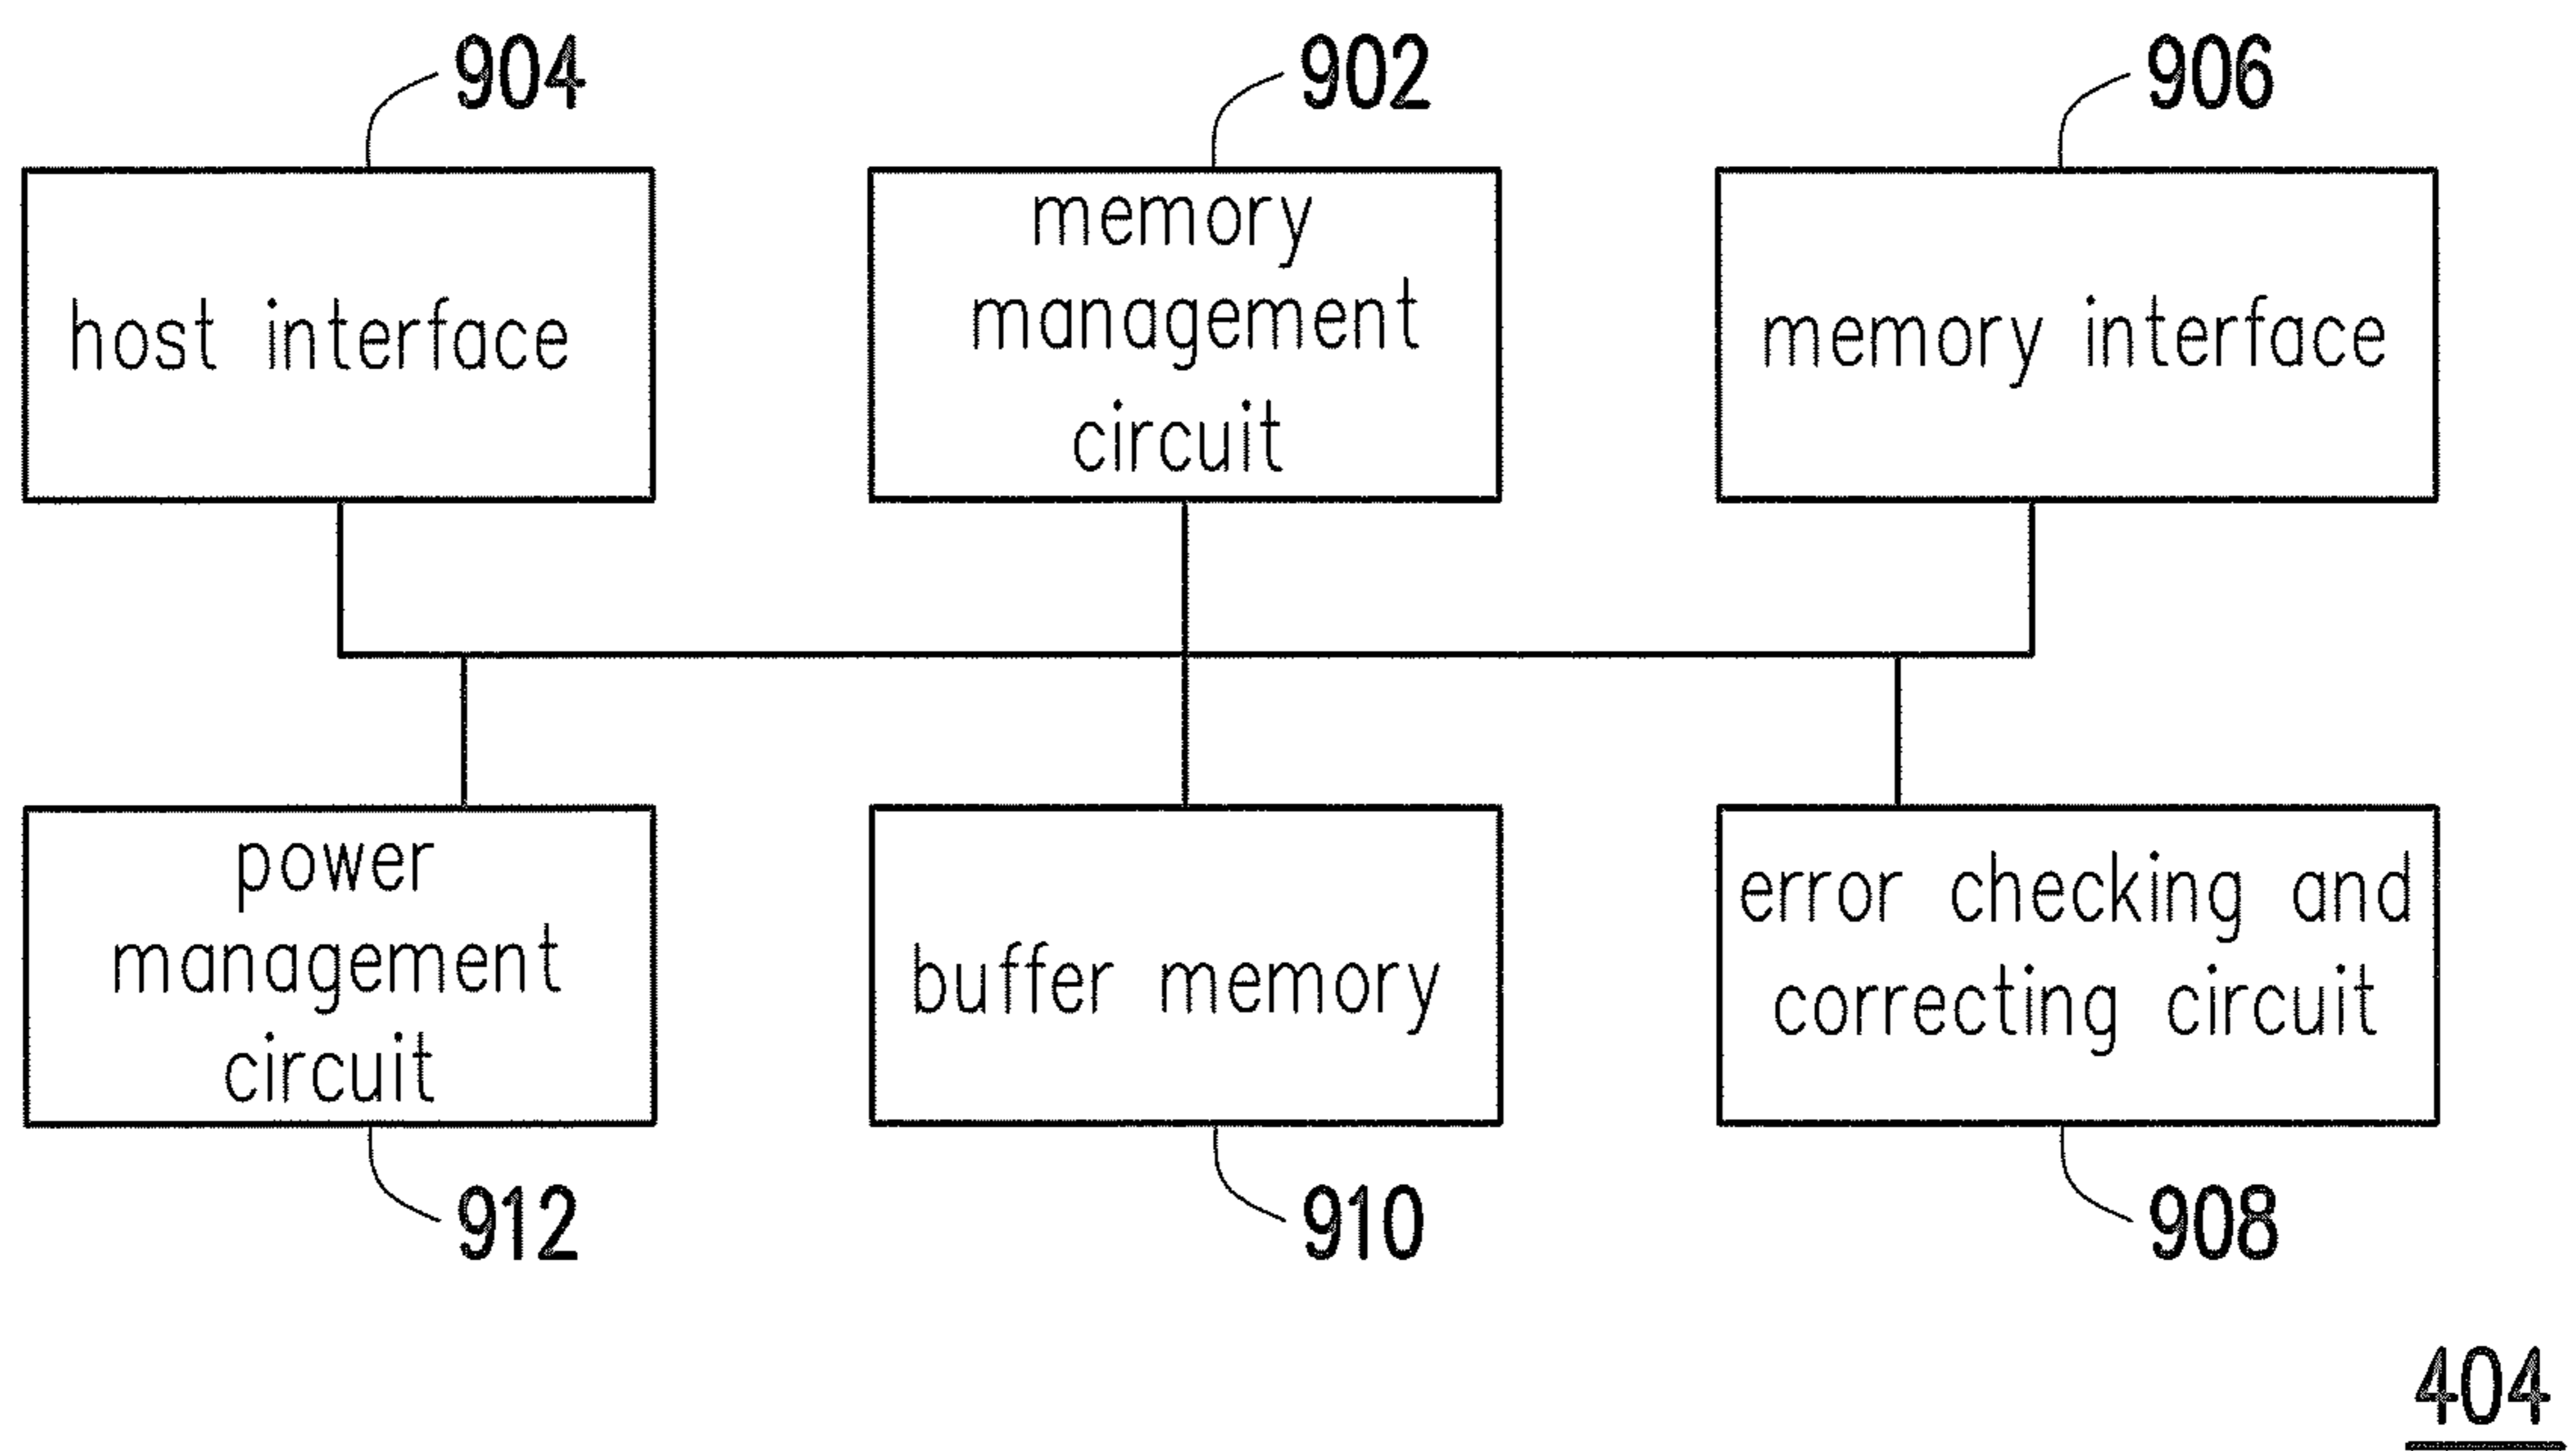 904
902
906
host interface
memory
management
circuit
memory interface
power
management
circuit
buffer memory
error checking and
correcting circuit
912
910
908
404